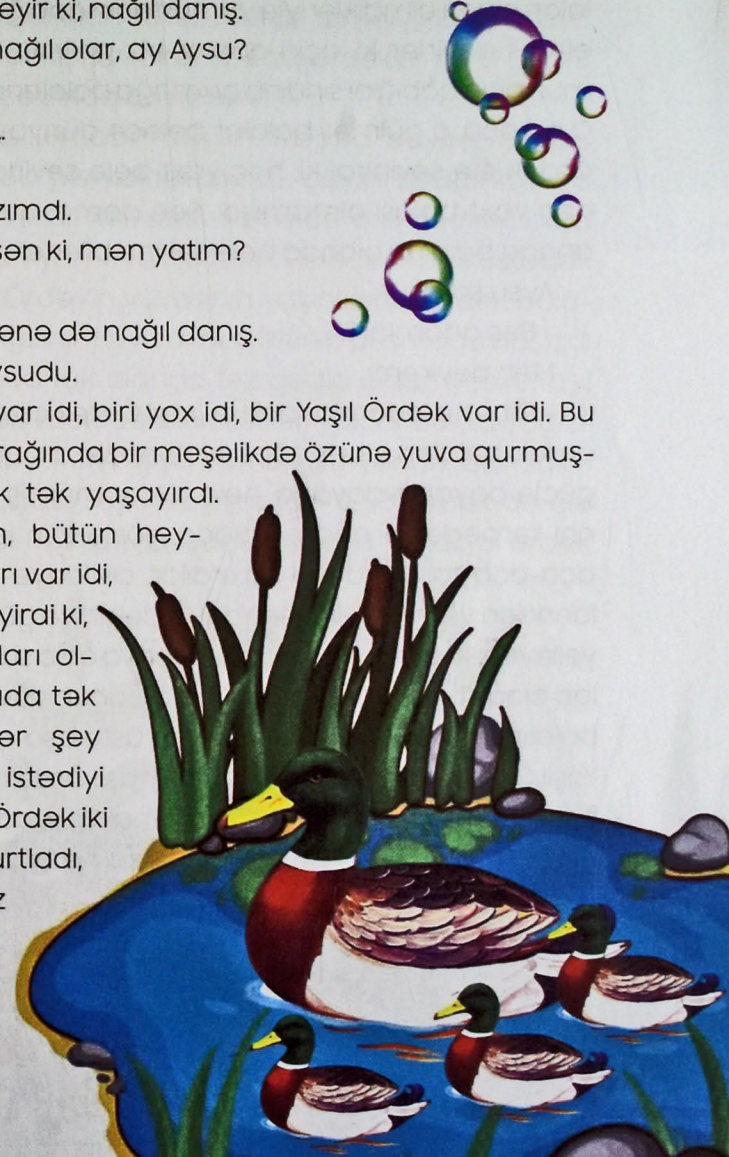 eyir ki, nağıl danış.
nağıl olar, ay Aysu?
.
zımdı.
sən ki, mən yatım?
ənə də nağıl danış.
ysudu.
var idi, biri yox idi, bir Yaşıl Ördək var idi. Bu
rağında bir meşəlikdə özünə yuva qurmuş-
k tək yaşayırdı.
n, bütün hey-
rı var idi,
yirdi ki,
ları ol-
da tək
ər şey
istədiyi
Ördək iki
urtladı,
z